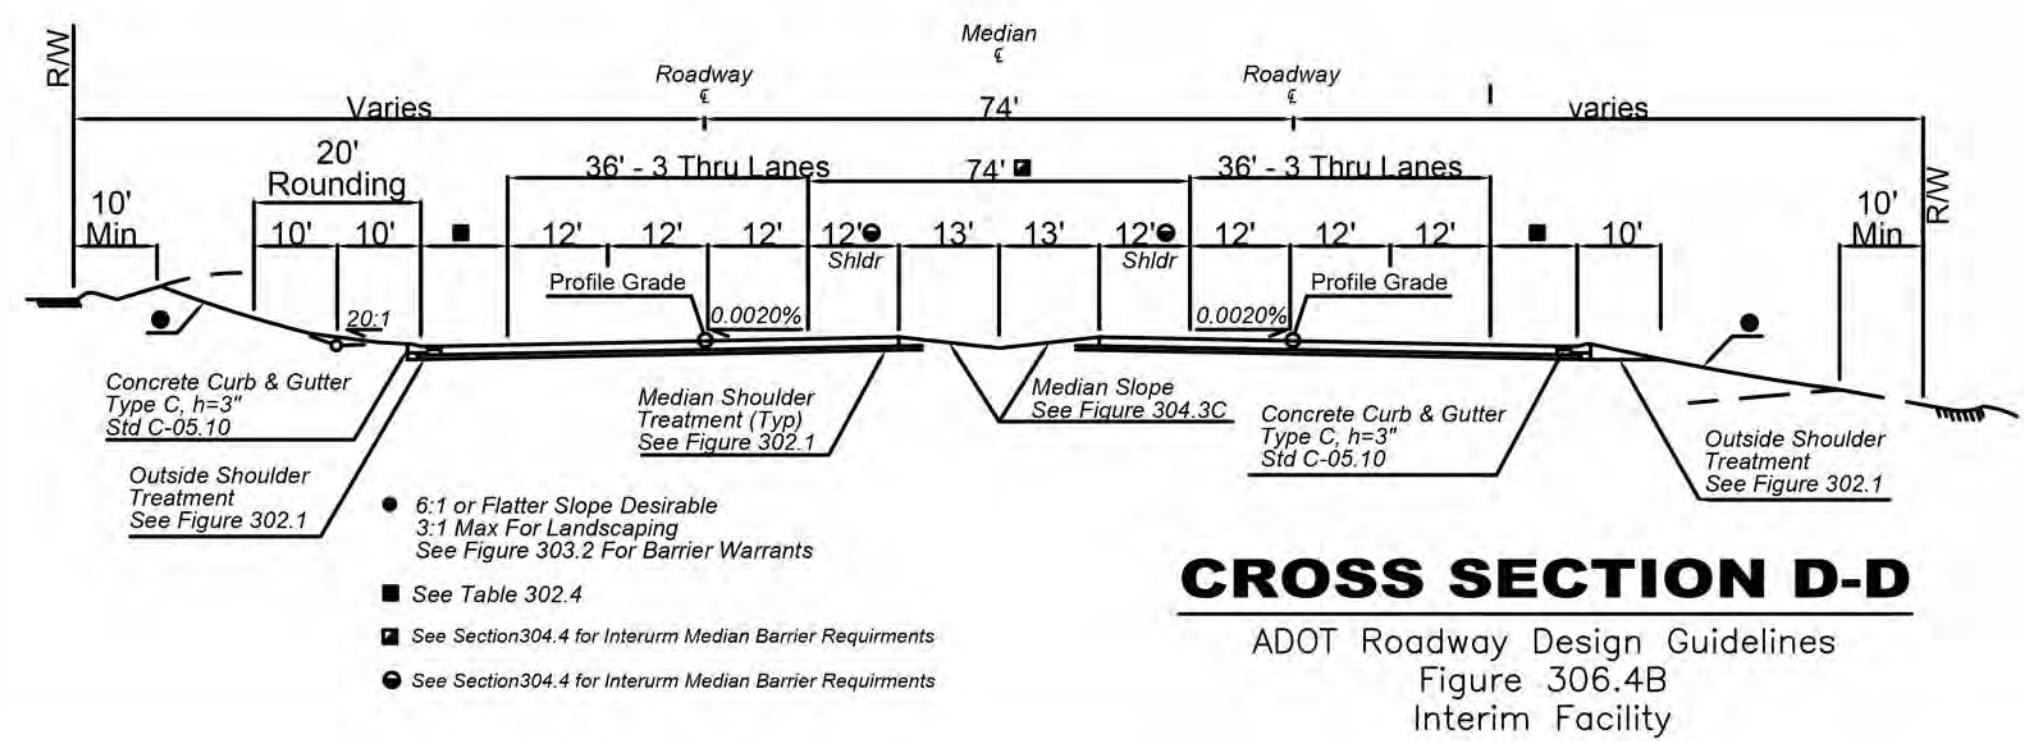 R/W
Median
℄
Roadway
℄
Roadway
℄
Varies
74'
varies
20'
Rounding
36' - 3 Thru Lanes
74'
36' - 3 Thru Lanes
R/W
10'
Min
10'
10'
12'
12'
12'
12'
Shldr
13'
13'
12'
Shldr
12'
12'
12'
10'
10'
Min
Profile Grade
Profile Grade
20:1
0.0020%
0.0020%
Concrete Curb & Gutter
Type C, h=3"
Std C-05.10
Median Shoulder
Treatment (Typ)
See Figure 302.1
Median Slope
See Figure 304.3C
Concrete Curb & Gutter
Type C, h=3"
Std C-05.10
Outside Shoulder
Treatment
See Figure 302.1
Outside Shoulder
Treatment
See Figure 302.1
6:1 or Flatter Slope Desirable
3:1 Max For Landscaping
See Figure 303.2 For Barrier Warrants
See Table 302.4
See Section304.4 for Interurm Median Barrier Requirments
See Section304.4 for Interurm Median Barrier Requirments
CROSS SECTION D-D
ADOT Roadway Design Guidelines
Figure 306.4B
Interim Facility